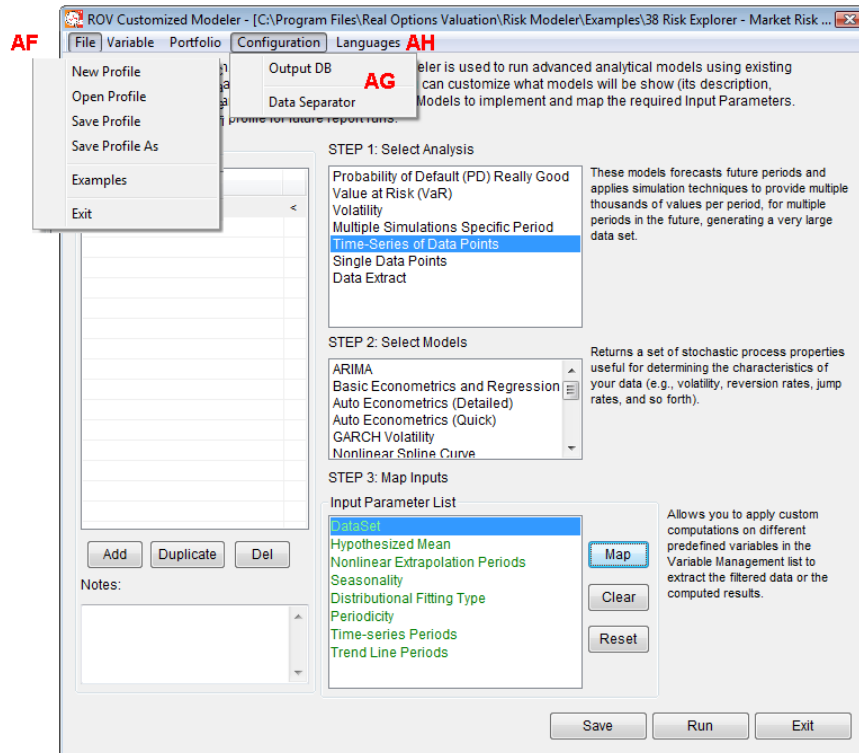 ROV Customized Modeler - [C:\Program Files\Real Options Valuation\Risk Modeler\Examples\38 Risk Explorer - Market Risk ...
AF File Variable Portfolio Configuration Languages AH
New Profile
Open Profile
Save Profile
Save Profile As
Examples
Exit
Output DB
AG
Data Separator
eler is used to run advanced analytical models using existing
can customize what models will be show (its description,
Models to implement and map the required Input Parameters.
profile for future report runs.
<
STEP 1: Select Analysis
Probability of Default (PD) Really Good
Value at Risk (VaR)
Volatility
Multiple Simulations Specific Period
Time-Series of Data Points
Single Data Points
Data Extract
These models forecasts future periods and
applies simulation techniques to provide multiple
thousands of values per period, for multiple
periods in the future, generating a very large
data set.
STEP 2: Select Models
ARIMA
Basic Econometrics and Regression
Auto Econometrics (Detailed)
Auto Econometrics (Quick)
GARCH Volatility
Nonlinear Spline Curve
Returns a set of stochastic process properties
useful for determining the characteristics of
your data (e.g., volatility, reversion rates, jump
rates, and so forth).
STEP 3: Map Inputs
Input Parameter List
DataSet
Hypothesized Mean
Nonlinear Extrapolation Periods
Seasonality
Distributional Fitting Type
Periodicity
Time-series Periods
Trend Line Periods
Map
Clear
Reset
Allows you to apply custom
computations on different
predefined variables in the
Variable Management list to
extract the filtered data or the
computed results.
Add Duplicate Del
Notes:
Save Run Exit